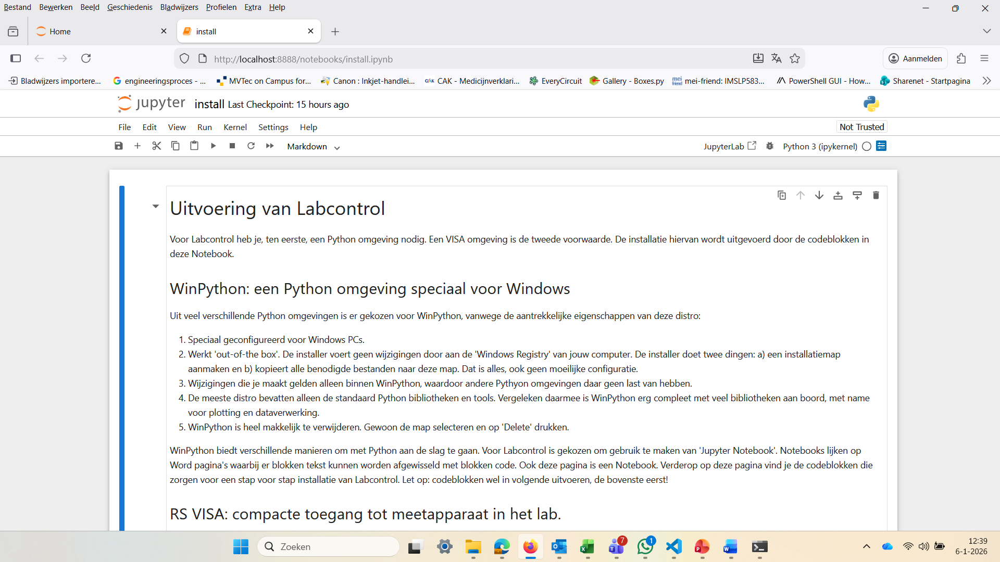 Bestand Bewerken Beeld Geschiedenis Bladwijzers Profielen Extra Help
Home
install
http://localhost:8888/notebooks/install.ipynb
Aanmelden
Bladwijzers importere...
engineeringsproces - ...
MVTec on Campus for...
Canon : Inkjet-handlei...
CAK
CAK - Medicijnverklari...
EveryCircuit
Gallery - Boxes.py
mei friend
mei-friend: IMSLP583...
PowerShell GUI - How...
Sharenet - Startpagina
jupyter install Last Checkpoint: 15 hours ago
File Edit View Run Kernel Settings Help
Not Trusted
Markdown
JupyterLab
Python 3 (ipykernel)
Uitvoering van Labcontrol
Voor Labcontrol heb je, ten eerste, een Python omgeving nodig. Een VISA omgeving is de tweede voorwaarde. De installatie hiervan wordt uitgevoerd door de codeblokken in
deze Notebook.
WinPython: een Python omgeving speciaal voor Windows
Uit veel verschillende Python omgevingen is er gekozen voor WinPython, vanwege de aantrekkelijke eigenschappen van deze distro:
1. Speciaal geconfigureerd voor Windows PCs.
2. Werkt 'out-of-the box'. De installer voert geen wijzigingen door aan de 'Windows Registry' van jouw computer. De installer doet twee dingen: a) een installatiemap
aanmaken en b) kopieert alle benodigde bestanden naar deze map. Dat is alles, ook geen moeilijke configuratie.
3. Wijzigingen die je maakt gelden alleen binnen WinPython, waardoor andere Pythyon omgevingen daar geen last van hebben.
4. De meeste distro bevatten alleen de standaard Python bibliotheken en tools. Vergeleken daarmee is WinPython erg compleet met veel bibliotheken aan boord, met name
voor plotting en dataverwerking.
5. WinPython is heel makkelijk te verwijderen. Gewoon de map selecteren en op 'Delete' drukken.
WinPython biedt verschillende manieren om met Python aan de slag te gaan. Voor Labcontrol is gekozen om gebruik te maken van 'Jupyter Notebook'. Notebooks lijken op
Word pagina's waarbij er blokken tekst kunnen worden afgewisseld met blokken code. Ook deze pagina is een Notebook. Verderop op deze pagina vind je de codeblokken die
zorgen voor een stap voor stap installatie van Labcontrol. Let op: codeblokken wel in volgende uitvoeren, de bovenste eerst!
RS VISA: compacte toegang tot meetapparaat in het lab.
Zoeken
7
1
12:39
6-1-2026